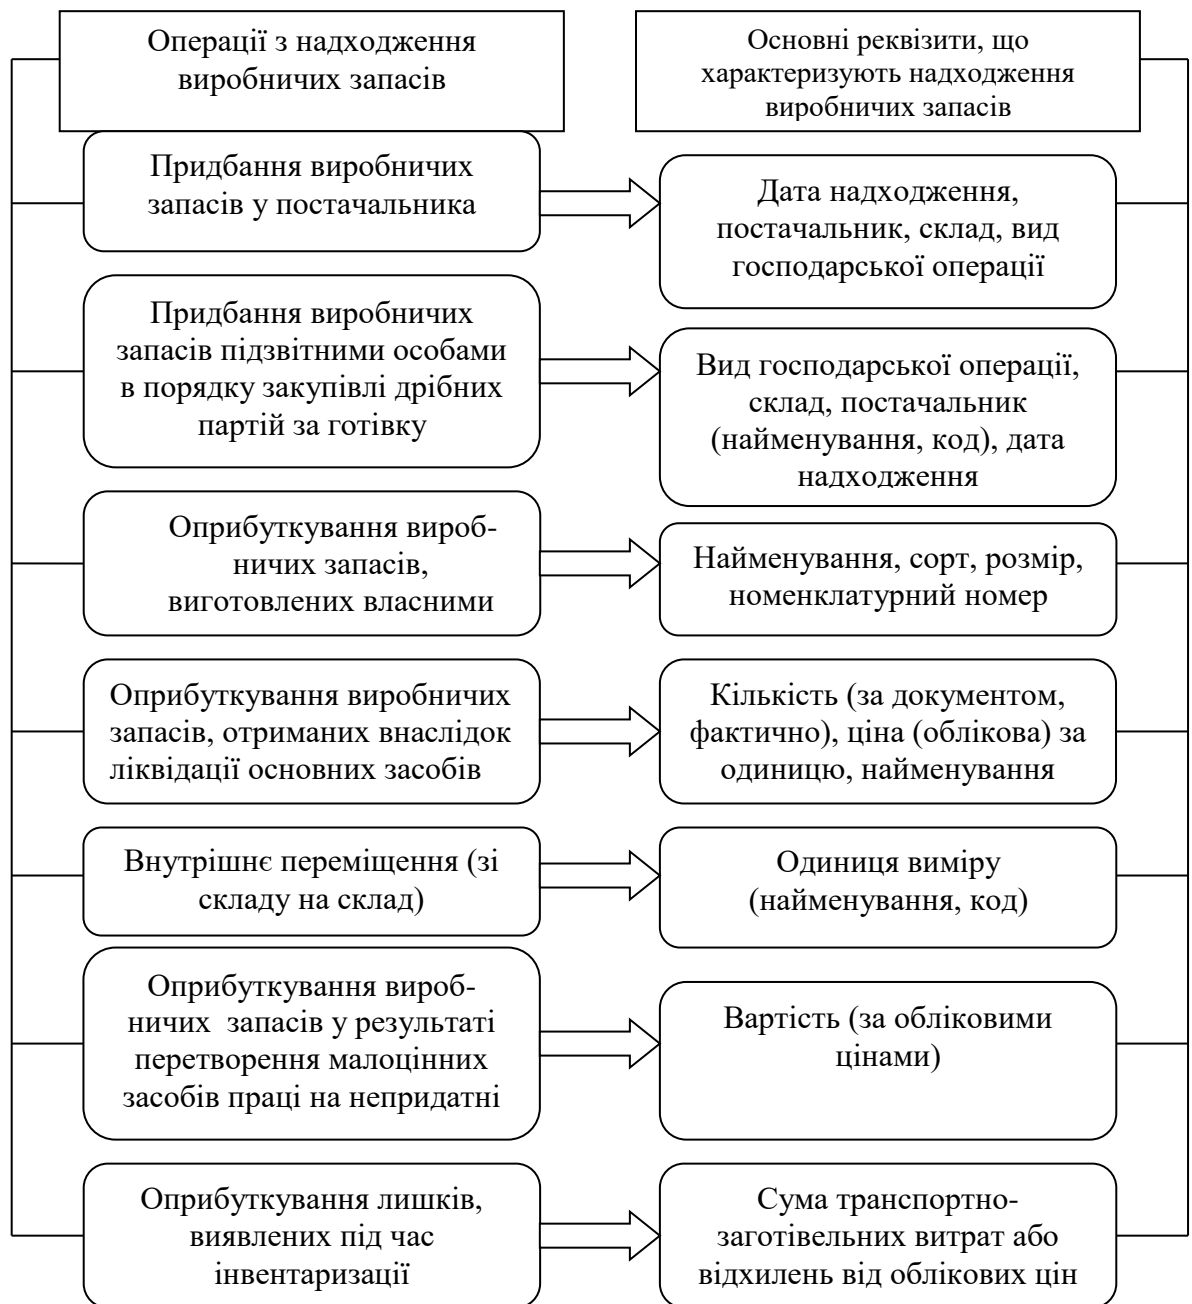 Операції з надходження
виробничих запасів
Основні реквізити, що
характеризують надходження
виробничих запасів
Придбання виробничих
запасів у постачальника
Дата надходження,
постачальник, склад, вид
господарської операції
Придбання виробничих
запасів підзвітними особами
в порядку закупівлі дрібних
партій за готівку
Вид господарської операції,
склад, постачальник
(найменування, код), дата
надходження
Оприбуткування вироб-
ничих запасів,
виготовлених власними
Найменування, сорт, розмір,
номенклатурний номер
Оприбуткування виробничих
запасів, отриманих внаслідок
ліквідації основних засобів
Кількість (за документом,
фактично), ціна (облікова) за
одиницю, найменування
Внутрішнє переміщення (зі
складу на склад)
Одиниця виміру
(найменування, код)
Оприбуткування вироб-
ничих запасів у результаті
перетворення малоцінних
засобів праці на непридатні
Вартість (за обліковими
цінами)
Оприбуткування лишків,
виявлених під час
інвентаризації
Сума транспортно-
заготівельних витрат або
відхилень від облікових цін